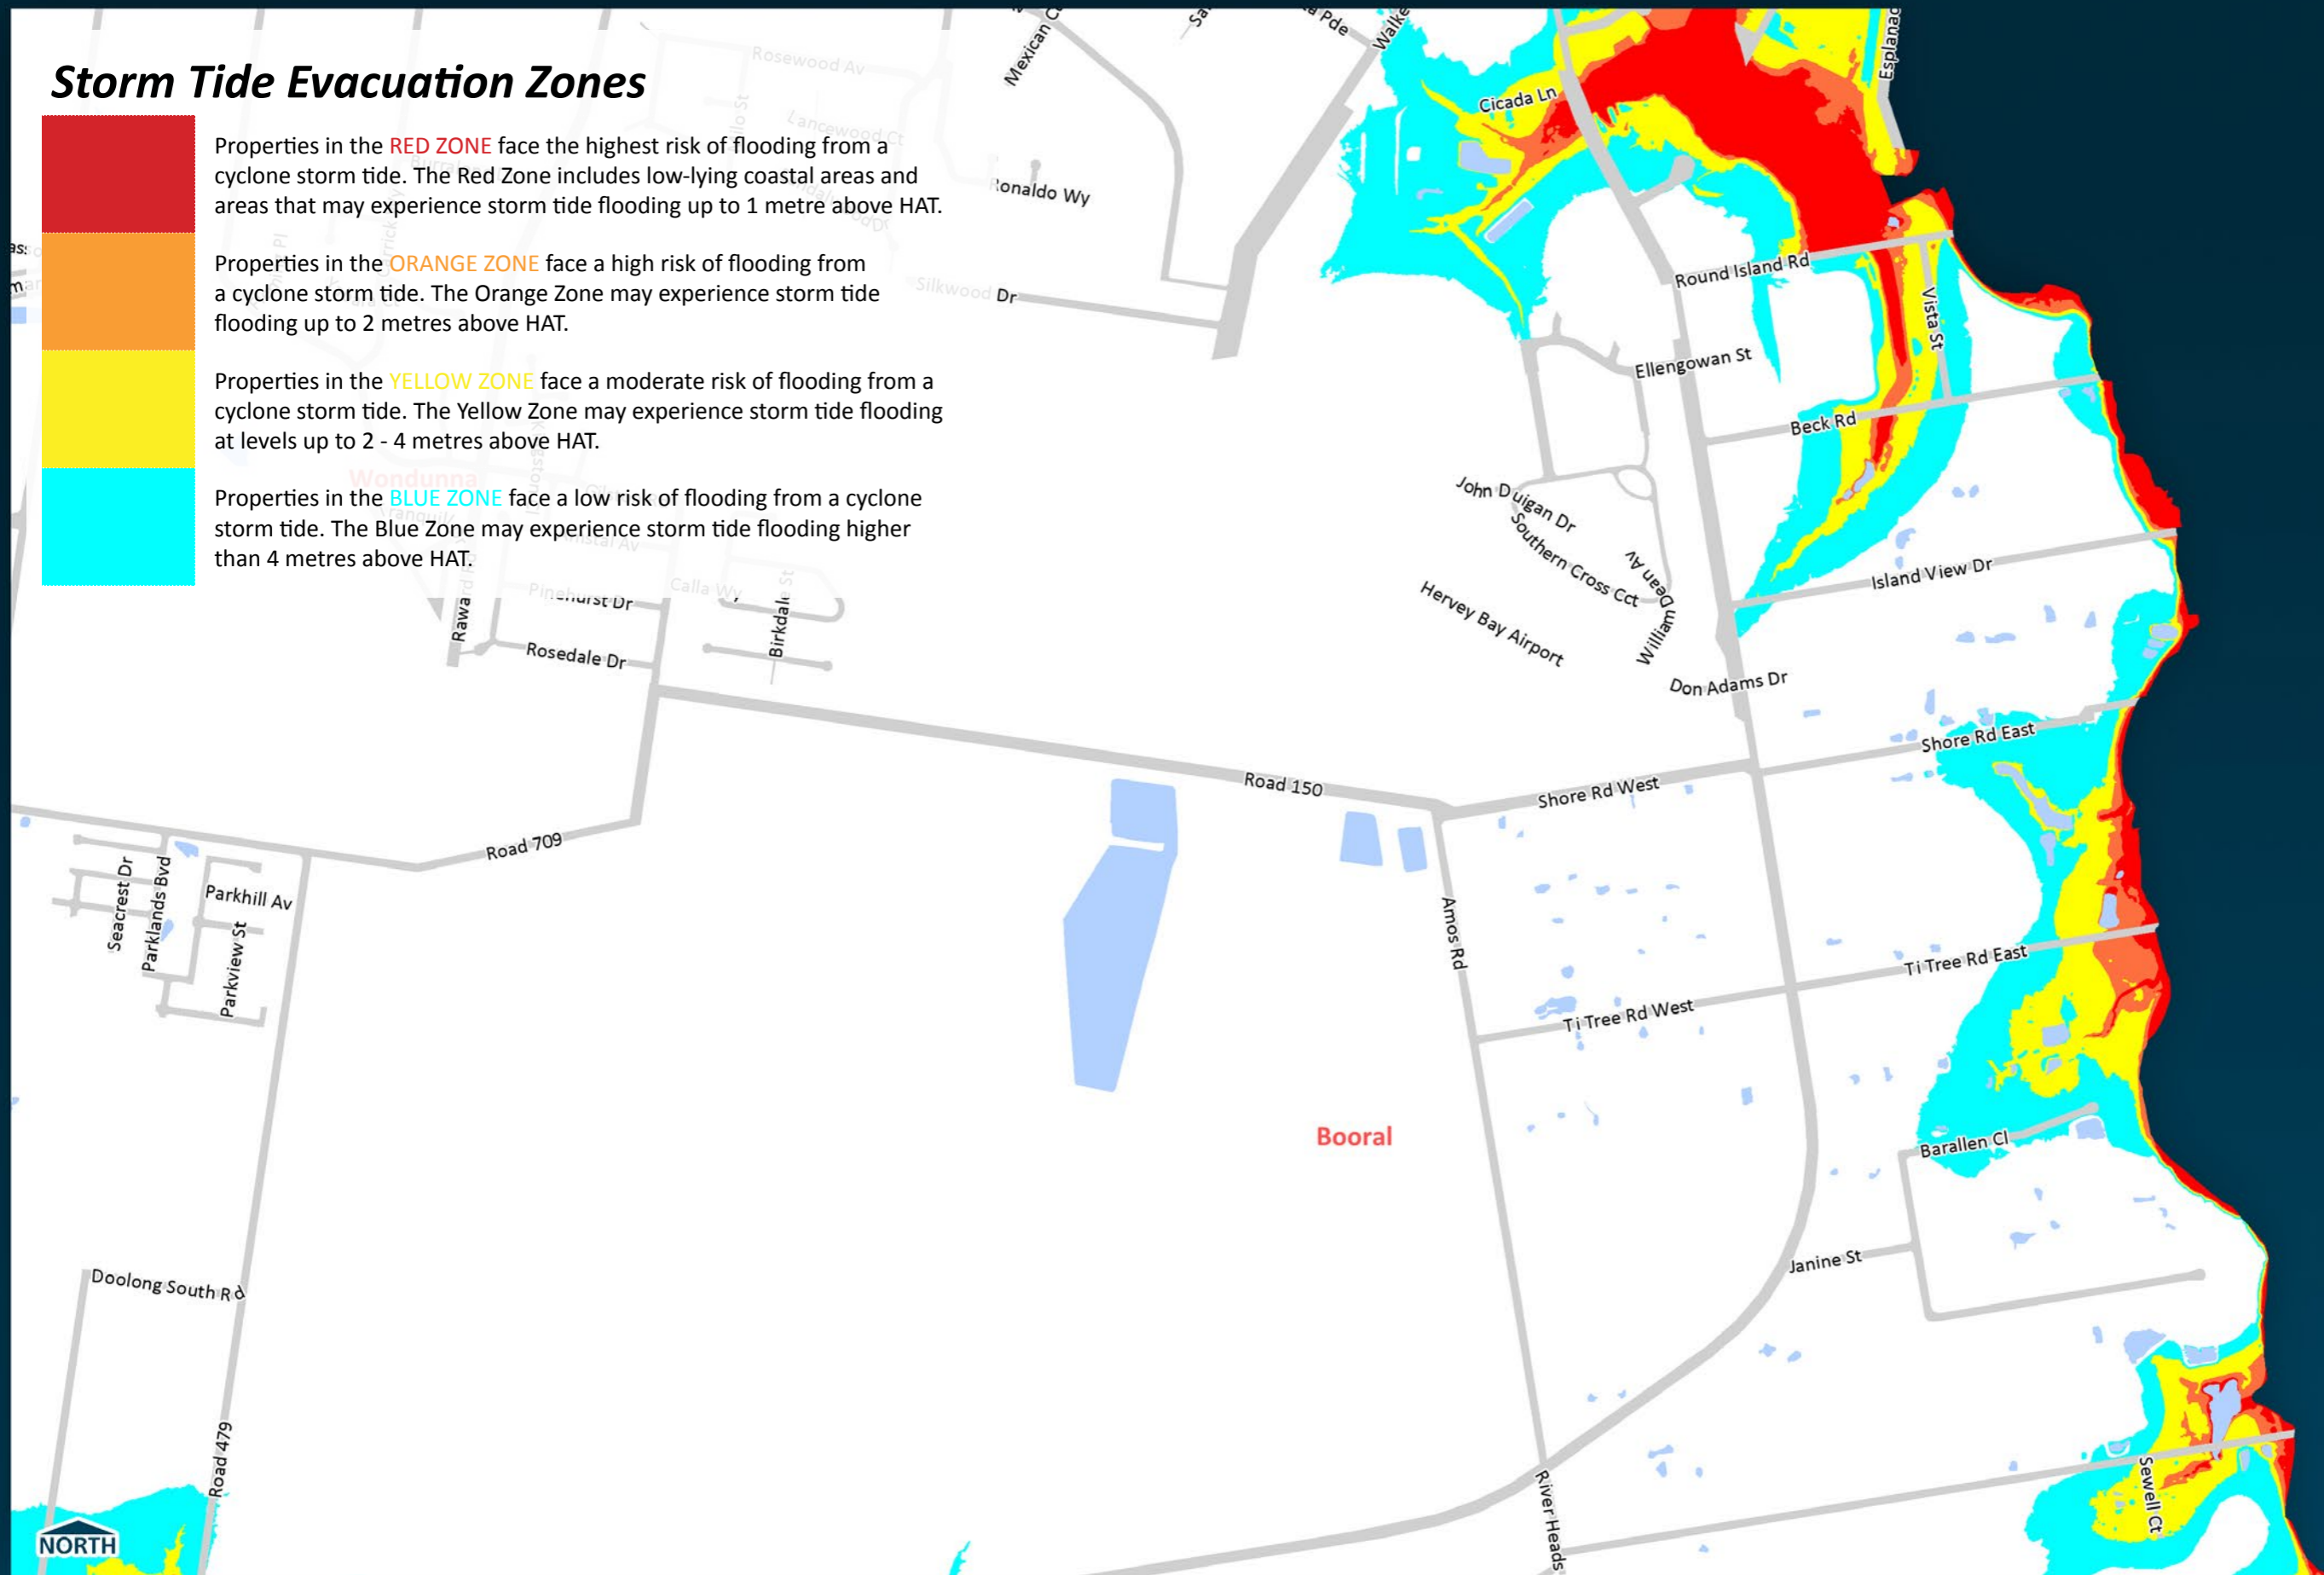 Storm Tide Evacuation Zones
Properties in the RED ZONE face the highest risk of flooding from a
cyclone storm tide. The Red Zone includes low-lying coastal areas and
areas that may experience storm tide flooding up to 1 metre above HAT.
Properties in the ORANGE ZONE face a high risk of flooding from
a cyclone storm tide. The Orange Zone may experience storm tide
flooding up to 2 metres above HAT.
Properties in the YELLOW ZONE face a moderate risk of flooding from a
cyclone storm tide. The Yellow Zone may experience storm tide flooding
at levels up to 2 - 4 metres above HAT.
Properties in the BLUE ZONE face a low risk of flooding from a cyclone
storm tide. The Blue Zone may experience storm tide flooding higher
than 4 metres above HAT.
Rosewood Av
Lancewood Ct
Mexican
Pde
Esplanad
Cicada Ln
Ronaldo Wy
Silkwood Dr
Round Island Rd
Vista St
Ellengowan St
Beck Rd
Wondunna
John Duigan Dr
Southern Cross Cct
William Dean Av
Hervey Bay Airport
Island View Dr
Pinehurst Dr
Calla Wy
Birkdale St
Rosedale Dr
Don Adams Dr
Shore Rd East
Road 150
Shore Rd West
Road 709
Seacrest Dr
Parklands Bvd
Parkhill Av
Parkview St
Amos Rd
Ti Tree Rd East
Ti Tree Rd West
Booral
Barallen Cl
Janine St
Doolong South Rd
Road 479
River Heads
Sewell Ct
NORTH